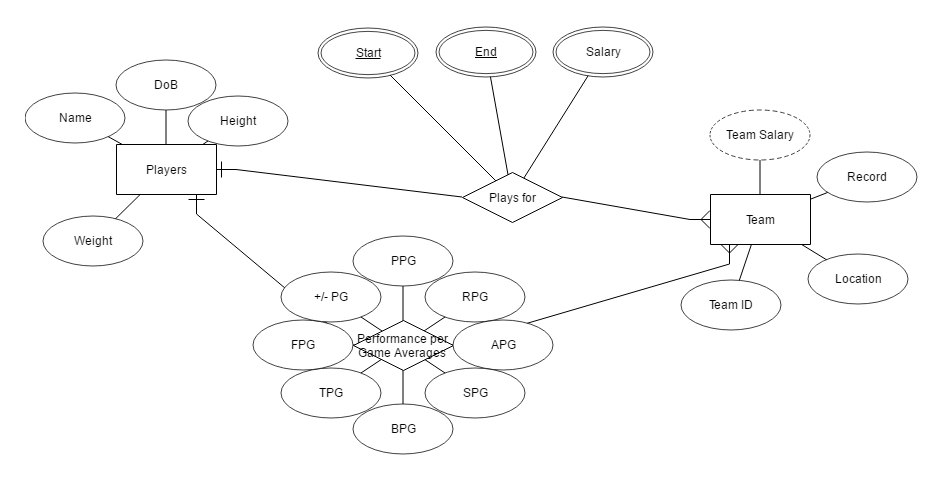 Start
End
Salary
DoB
Name
Height
Team Salary
Players
Record
Plays for
Team
Weight
PPG
Location
+/- PG
RPG
Team ID
Performance per
Game Averages
FPG
APG
TPG
SPG
BPG